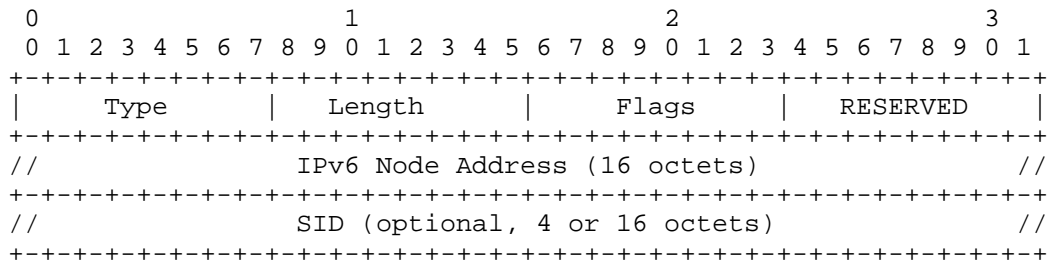 0                   1                   2                   3
 0 1 2 3 4 5 6 7 8 9 0 1 2 3 4 5 6 7 8 9 0 1 2 3 4 5 6 7 8 9 0 1
+-+-+-+-+-+-+-+-+-+-+-+-+-+-+-+-+-+-+-+-+-+-+-+-+-+-+-+-+-+-+-+-+
|     Type      |   Length      |     Flags     |   RESERVED    |
+-+-+-+-+-+-+-+-+-+-+-+-+-+-+-+-+-+-+-+-+-+-+-+-+-+-+-+-+-+-+-+-+
//                IPv6 Node Address (16 octets)                //
+-+-+-+-+-+-+-+-+-+-+-+-+-+-+-+-+-+-+-+-+-+-+-+-+-+-+-+-+-+-+-+-+
//                SID (optional, 4 or 16 octets)               //
+-+-+-+-+-+-+-+-+-+-+-+-+-+-+-+-+-+-+-+-+-+-+-+-+-+-+-+-+-+-+-+-+